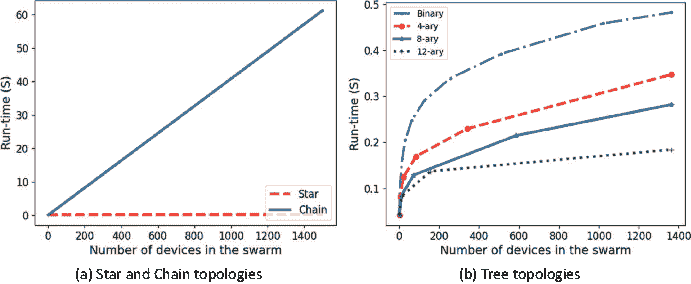 60
50
40
30
20
10
0
Run-time (S)
Star
Chain
0 200 400 600 800 1000 1200 1400
Number of devices in the swarm
(a) Star and Chain topologies
0.5
0.4
0.3
0.2
0.1
Run-time (S)
Binary
4-ary
8-ary
12-ary
0 200 400 600 800 1000 1200 1400
Number of devices in the swarm
(b) Tree topologies